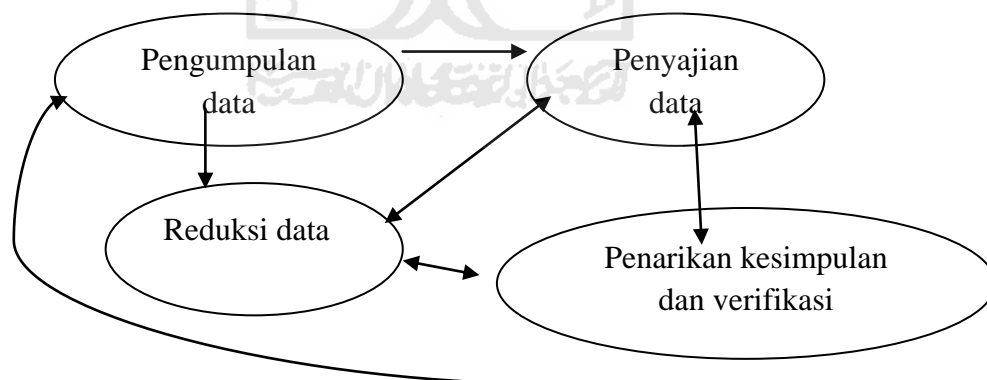 Pengumpulan
data
Penyajian
data
Reduksi data
Penarikan kesimpulan
dan verifikasi